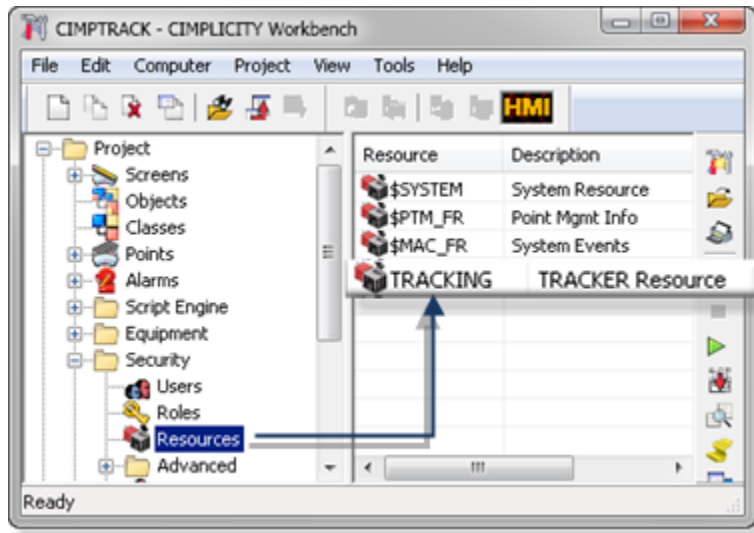 CIMPTRACK - CIMPLICITY Workbench
File Edit Computer Project View Tools Help
HMI
Project
Screens
Objects
Classes
Points
Alarms
Script Engine
Equipment
Security
Users
Roles
Resources
Advanced
Resource Description
$SYSTEM System Resource
$PTM_FR Point Mgmt Info
$MAC_FR System Events
TRACKING TRACKER Resource
Ready